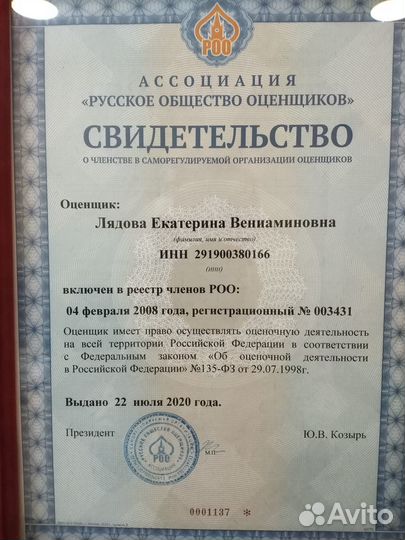 РОО
АССОЦИАЦИЯ
«РУССКОЕ ОБЩЕСТВО ОЦЕНЩИКОВ»
СВИДЕТЕЛЬСТВО
О ЧЛЕНСТВЕ В САМОРЕГУЛИРУЕМОЙ ОРГАНИЗАЦИИ ОЦЕНЩИКОВ
Оценщик:
Лядова Екатерина Вениаминовна
(фамилия, имя и отчество)
ИНН 291900380166
(ИНН)
включен в реестр членов РОО:
04 февраля 2008 года, регистрационный № 003431
Оценщик имеет право осуществлять оценочную деятельность
на всей территории Российской Федерации в соответствии
с Федеральным законом «Об оценочной деятельности
в Российской Федерации» №135-ФЗ от 29.07.1998г.
Выдано 22 июля 2020 года.
Президент
Ю.В. Козырь
РОО
М.П.
0001137 *
Avito